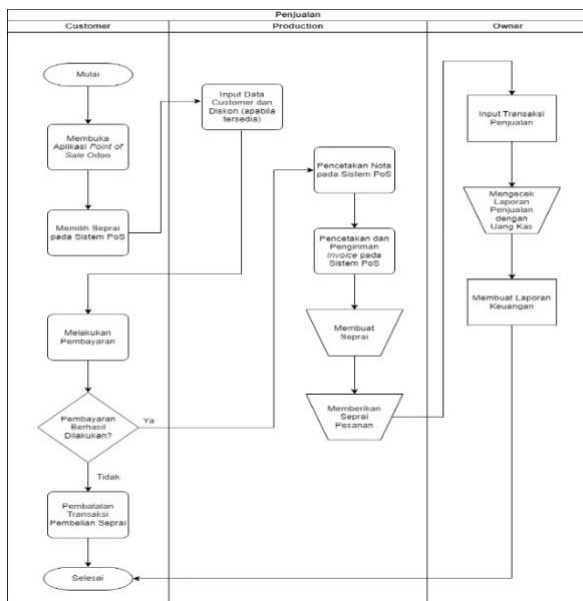 Penjualan
Customer
Production
Owner
Mulai
Membuka
Aplikasi Point of
Sale Odoo
Memilih Seprai
pada Sistem PoS
Input Data
Customer dan
Diskon (apabila
tersedia)
Melakukan
Pembayaran
Pembayaran
Berhasil
Dilakukan?
Ya
Tidak
Pembatalan
Transaksi
Pembelian Seprai
Selesai
Pencetakan Nota
pada Sistem PoS
Pencetakan dan
Pengiriman
Invoice pada
Sistem PoS
Membuat
Seprai
Memberikan
Seprai
Pesanan
Input Transaksi
Penjualan
Mengecek
Laporan
Penjualan
dengan
Uang Kas
Membuat Laporan
Keuangan